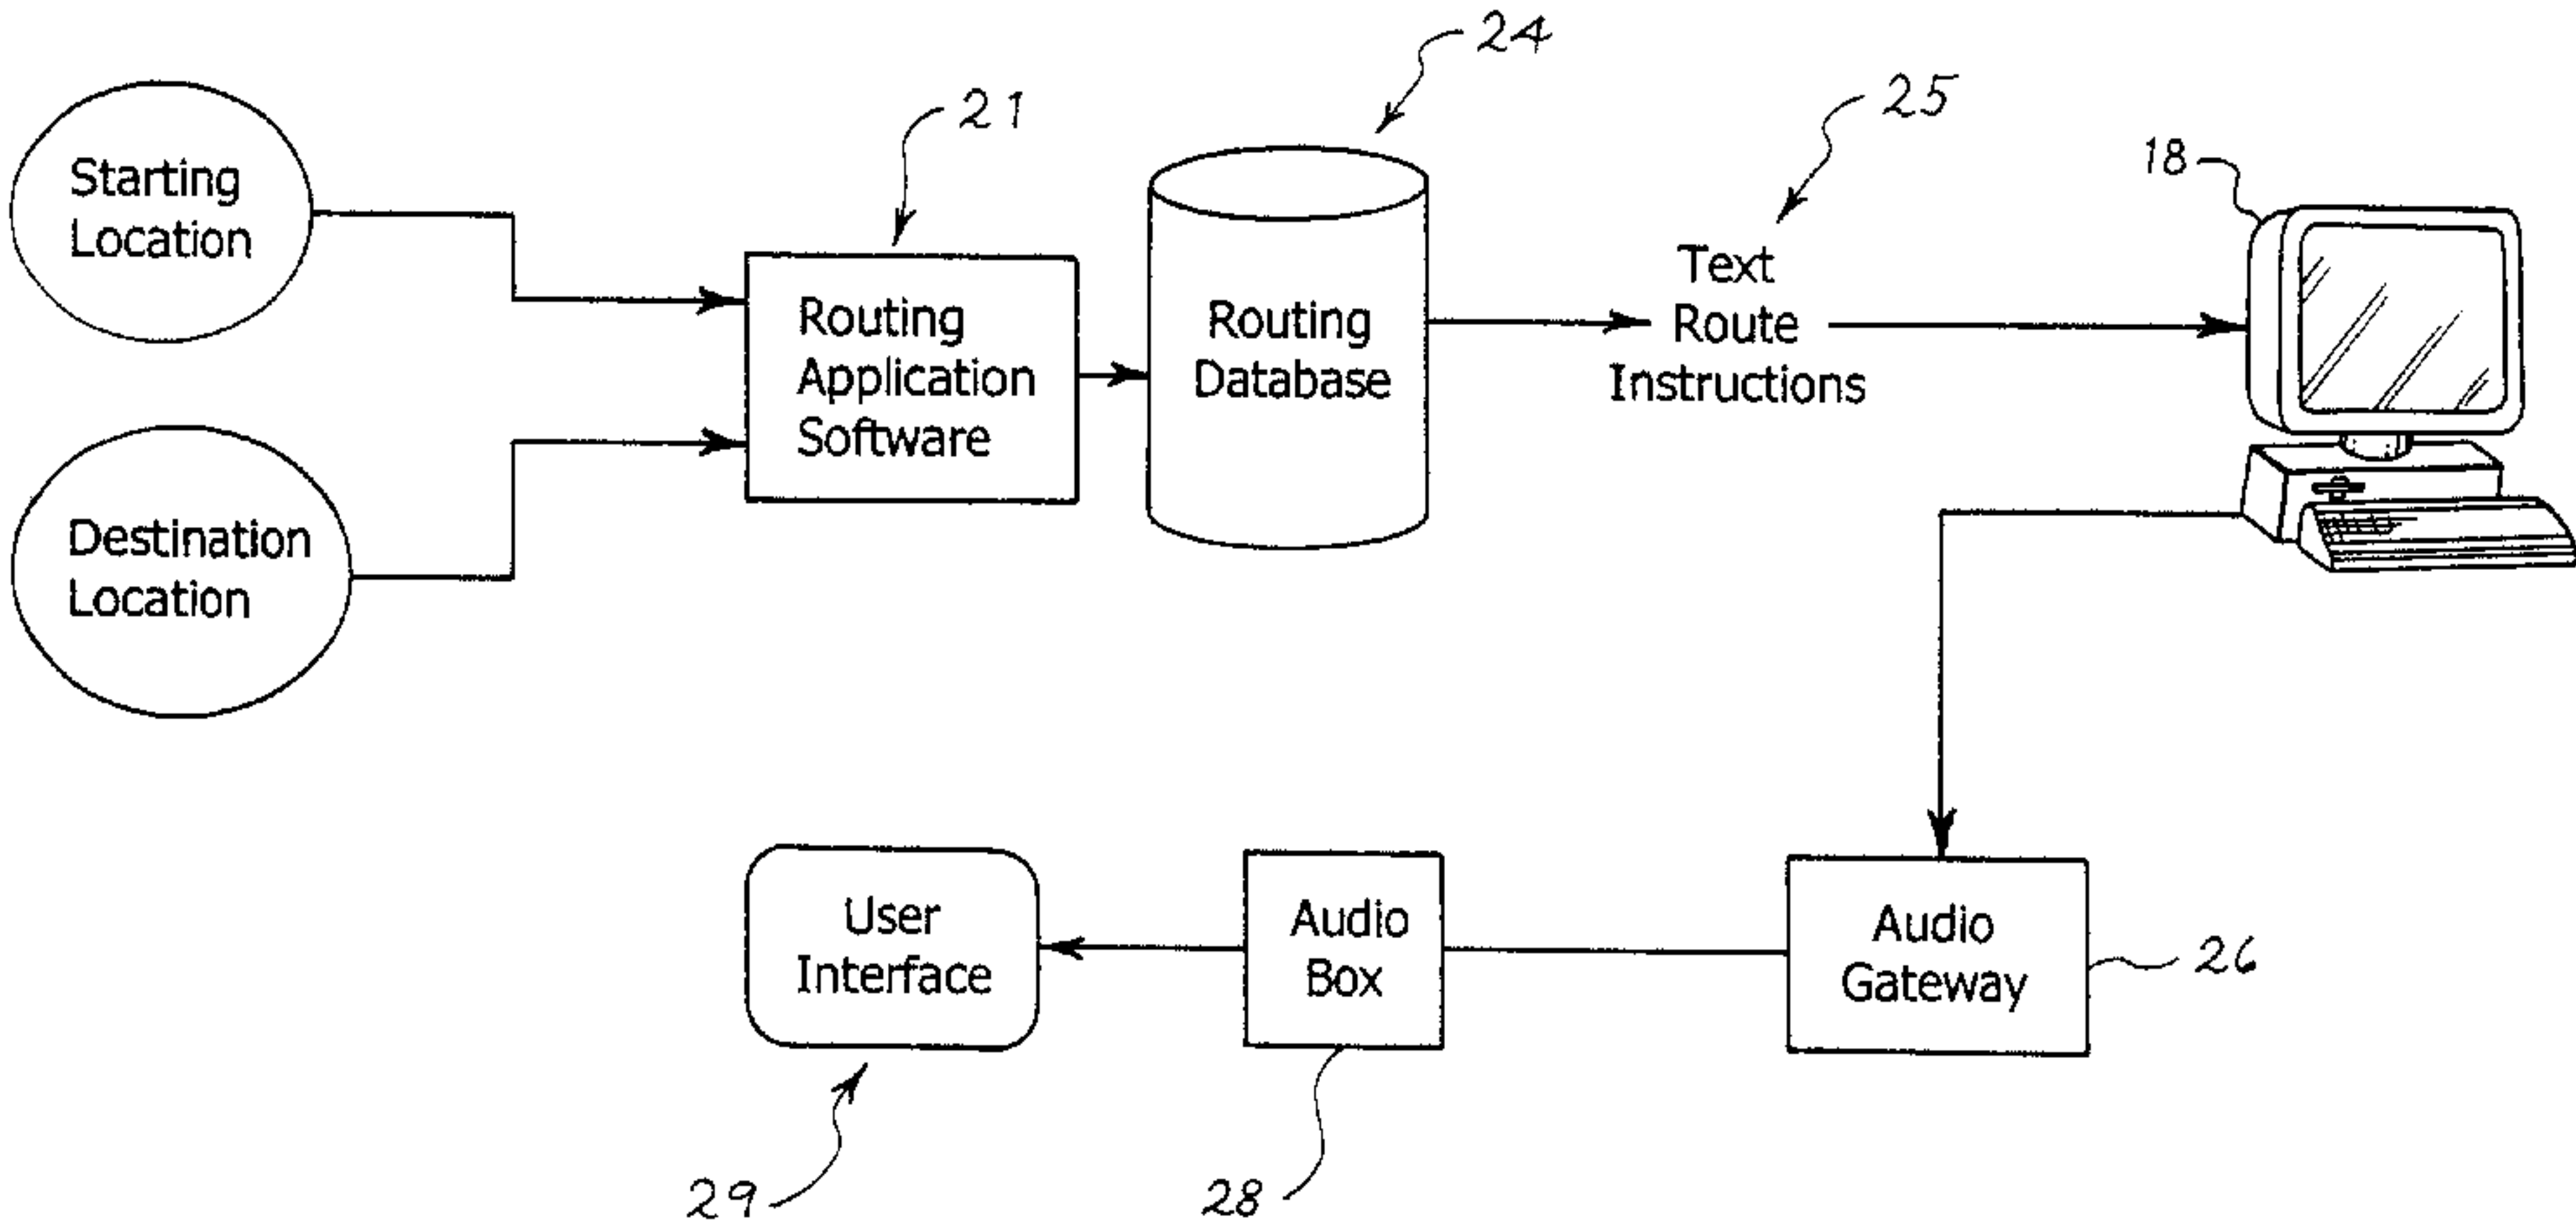 24
21
25
18
Starting
Location
Routing
Application
Software
Routing
Database
Text
Route
Instructions
Destination
Location
User
Interface
Audio
Box
Audio
Gateway
26
29
28